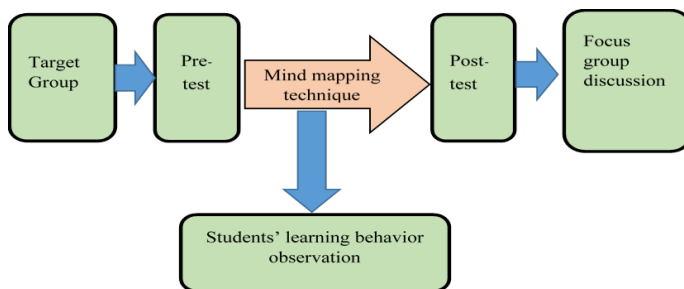 Target
Group
Pre-
test
Mind mapping
technique
Post-
test
Focus
group
discussion
Students’ learning behavior
observation